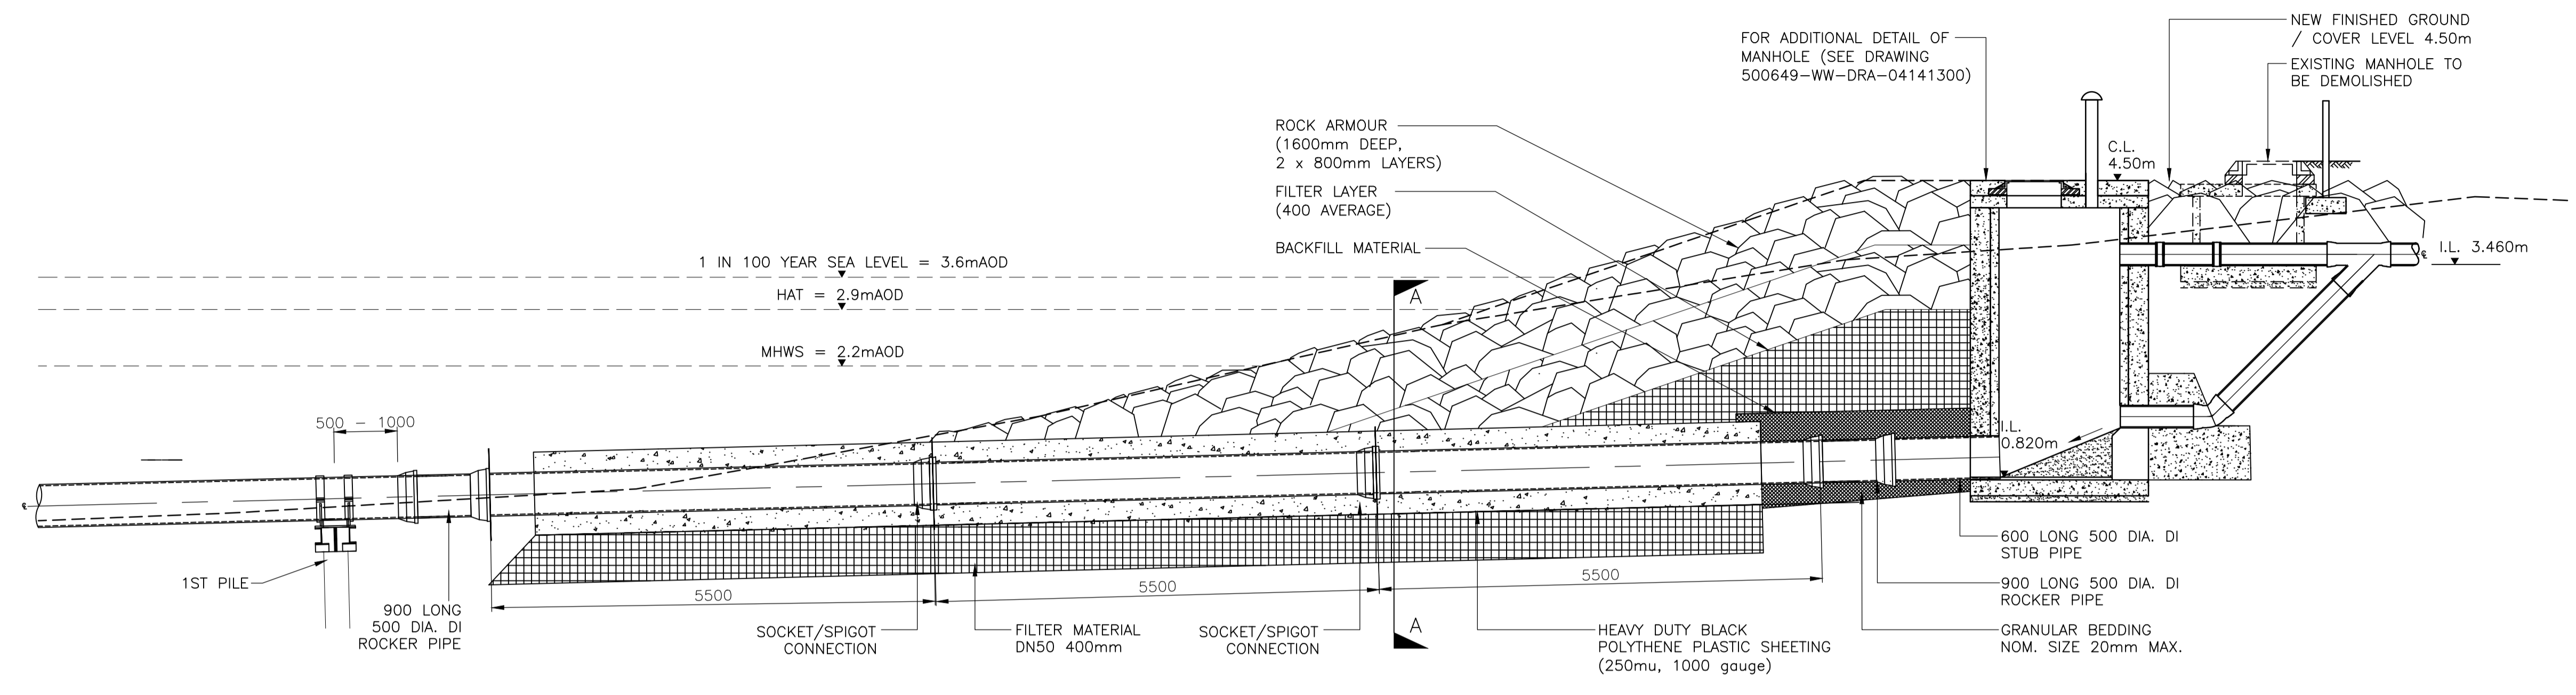 NEW FINISHED GROUND
/ COVER LEVEL 4.50m
FOR ADDITIONAL DETAIL OF
MANHOLE (SEE DRAWING
500649-WW-DRA-04141300)
EXISTING MANHOLE TO
BE DEMOLISHED
ROCK ARMOUR
(1600mm DEEP,
2 x 800mm LAYERS)
C.L.
4.50m
FILTER LAYER
(400 AVERAGE)
BACKFILL MATERIAL
I.L. 3.460m
1 IN 100 YEAR SEA LEVEL = 3.6mAOD
HAT = 2.9mAOD
A
MHWS = 2.2mAOD
500 - 1000
I.L.
0.820m
1ST PILE
900 LONG
500 DIA. DI
ROCKER PIPE
5500
5500
5500
SOCKET/SPIGOT
CONNECTION
FILTER MATERIAL
DN50 400mm
SOCKET/SPIGOT
CONNECTION
A
HEAVY DUTY BLACK
POLYTHENE PLASTIC SHEETING
(250mu, 1000 gauge)
600 LONG 500 DIA. DI
STUB PIPE
900 LONG 500 DIA. DI
ROCKER PIPE
GRANULAR BEDDING
NOM. SIZE 20mm MAX.